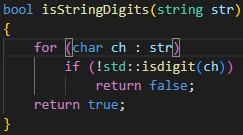 bool isStringDigits(string str)
{
    for (char ch : str)
        if (!std::isdigit(ch))
            return false;
    return true;
}